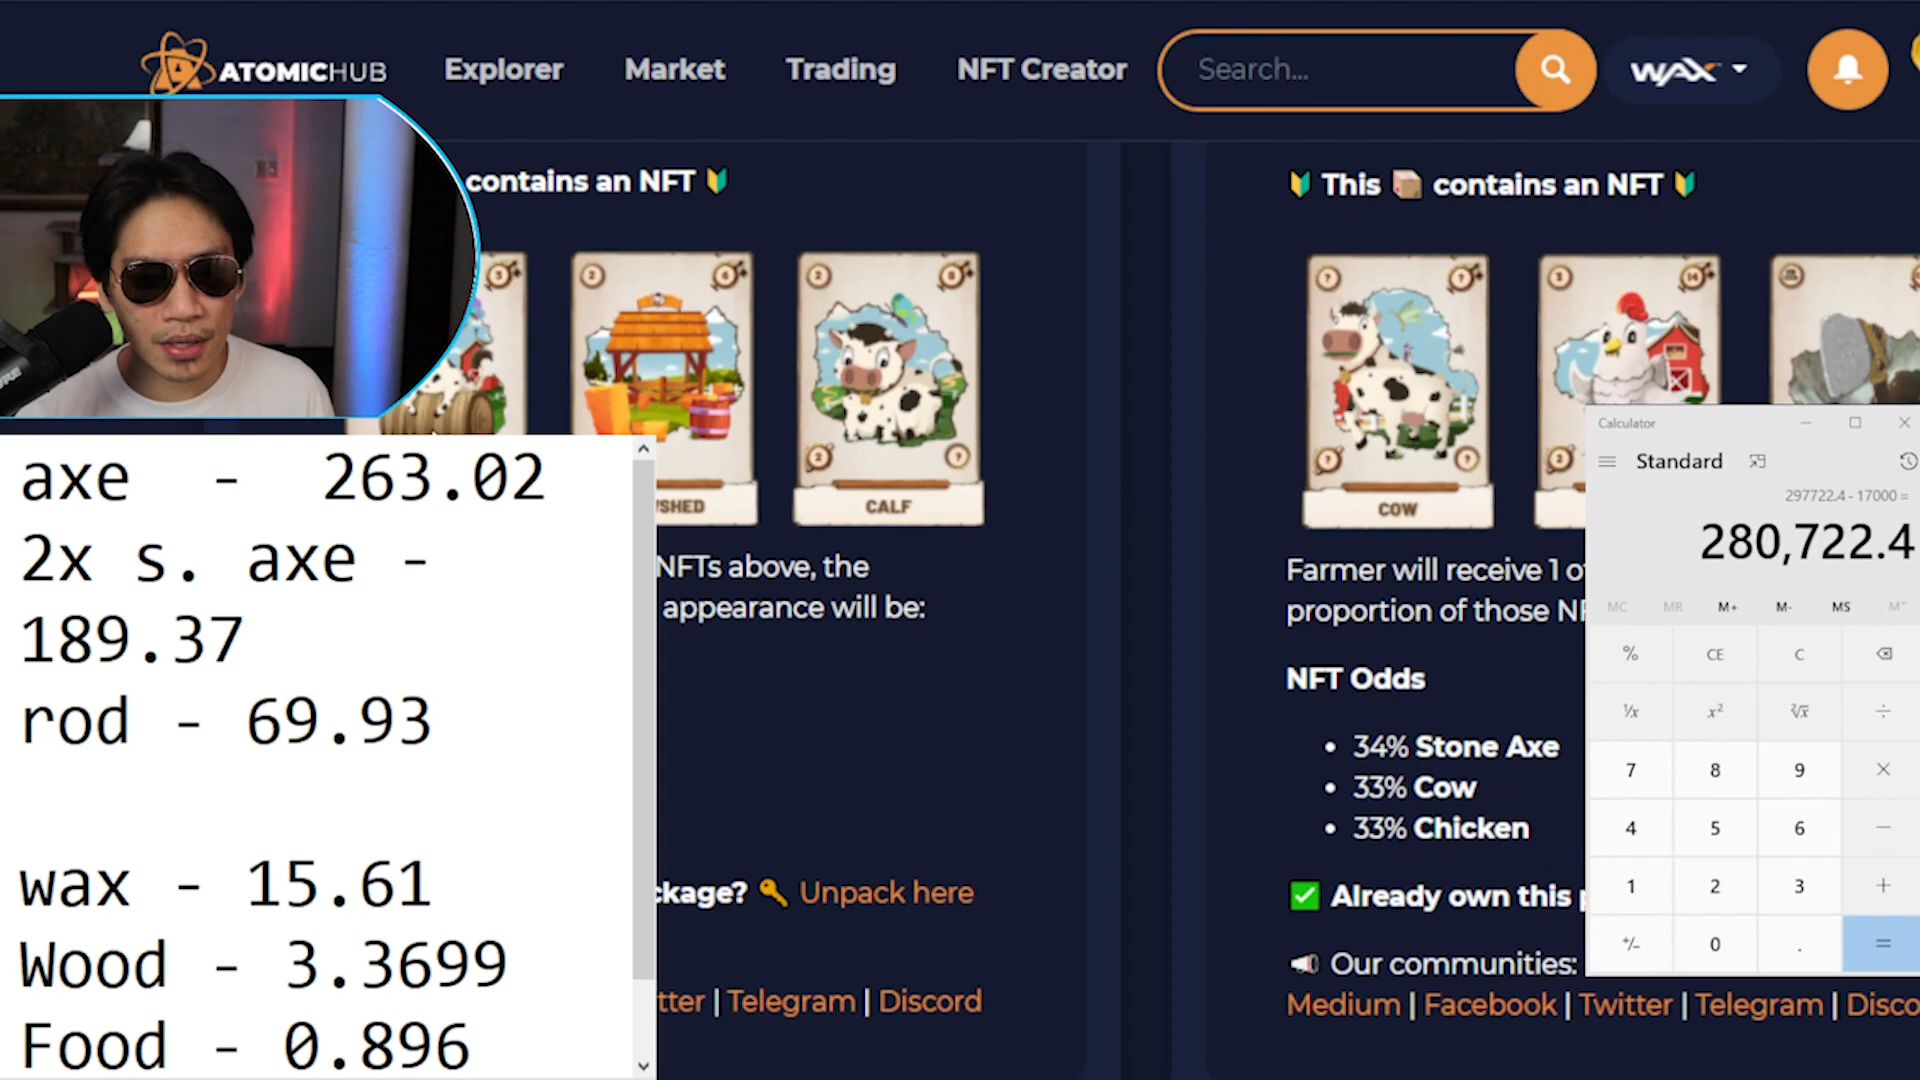 ATOMICHUB
Explorer
Market
Trading
NFT Creator
Search...
WAX
contains an NFT
This contains an NFT
CALF
COW
NFTs above, the
appearance will be:
Farmer will receive 1
proportion of those
NFT Odds
34% Stone Axe
33% Cow
33% Chicken
Unpack here
Already own this
Our communities:
Telegram | Discord
Medium | Facebook | Twitter | Telegram |
axe - 263.02
2x s. axe -
189.37
rod - 69.93
wax - 15.61
Wood - 3.3699
Food - 0.896
Calculator
Standard
297722.4 - 17000 =
280,722.4
MC MR M+ M- MS
% CE C
¹/x x² ²√x ÷
7 8 9 ×
4 5 6 −
1 2 3 +
+/- 0 . =